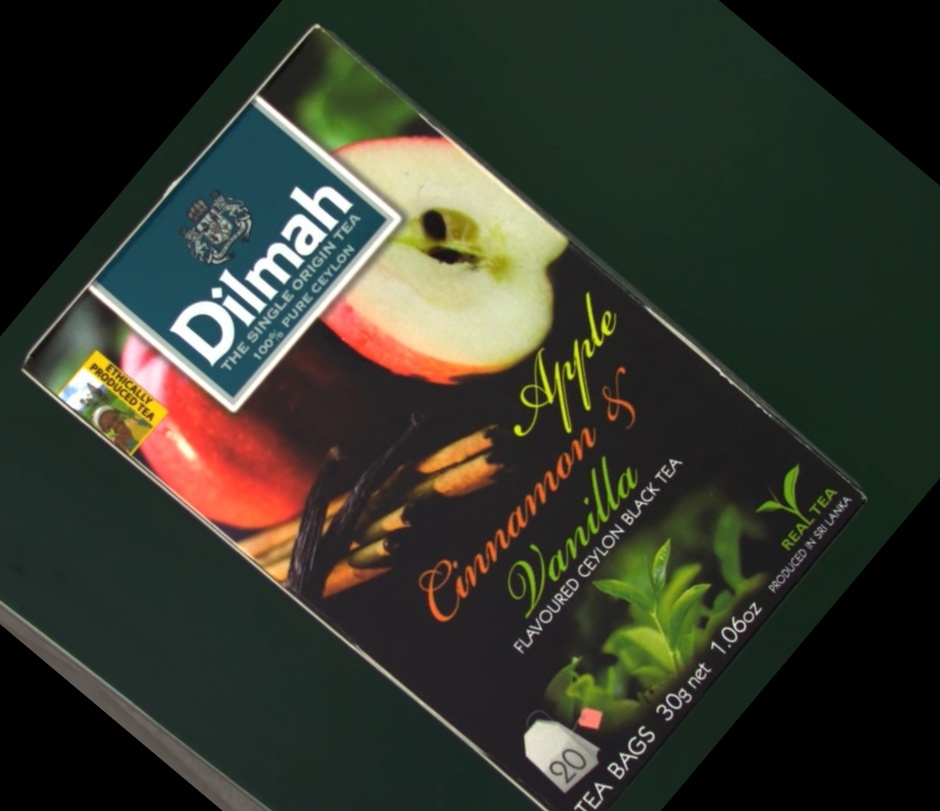 Dilmah
THE SINGLE ORIGIN TEA
100% PURE CEYLON
ETHICALLY
PRODUCED TEA
Apple
Cinnamon &
Vanilla
FLAVOURED CEYLON BLACK TEA
REAL TEA
PRODUCED IN SRI LANKA
20
TEA BAGS 30g net 1.06oz